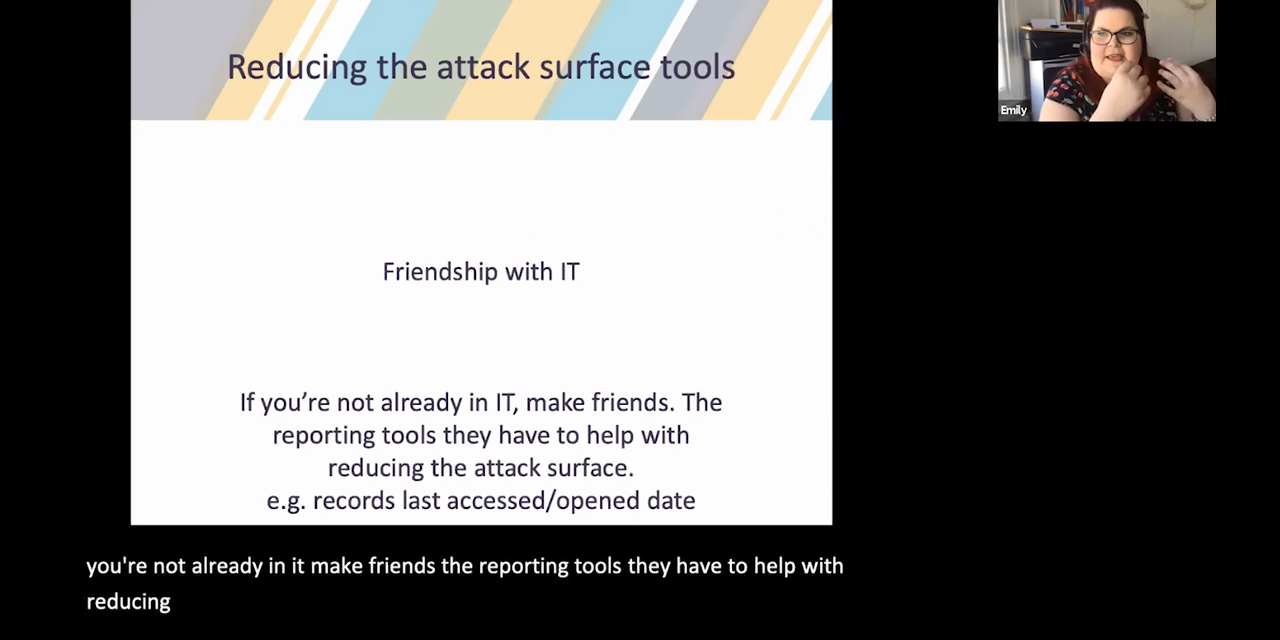 Reducing the attack surface tools
Emily
Friendship with IT
If you’re not already in IT, make friends. The
reporting tools they have to help with
reducing the attack surface.
e.g. records last accessed/opened date
you're not already in it make friends the reporting tools they have to help with
reducing